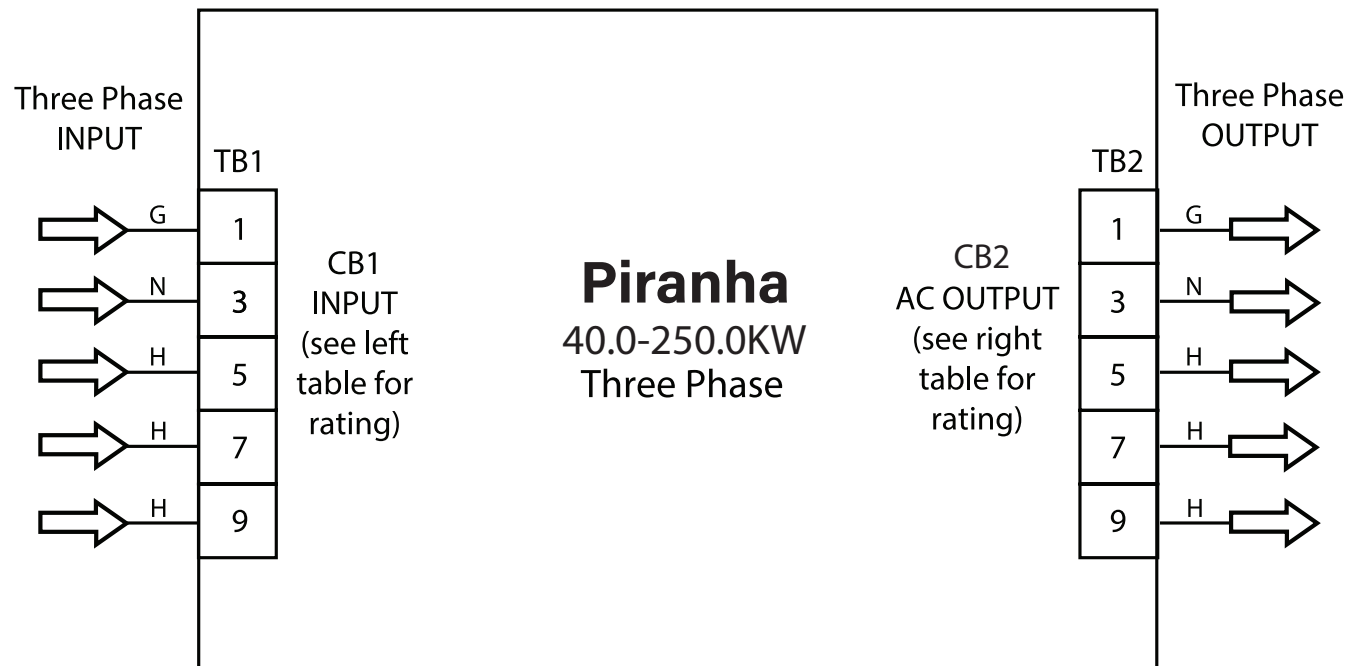 Three Phase
INPUT
TB1
G
1
N
3
H
5
H
7
H
9
CB1
INPUT
(see left
table for
rating)
Piranha
40.0-250.0KW
Three Phase
CB2
AC OUTPUT
(see right
table for
rating)
Three Phase
OUTPUT
TB2
1
G
3
N
5
H
7
H
9
H